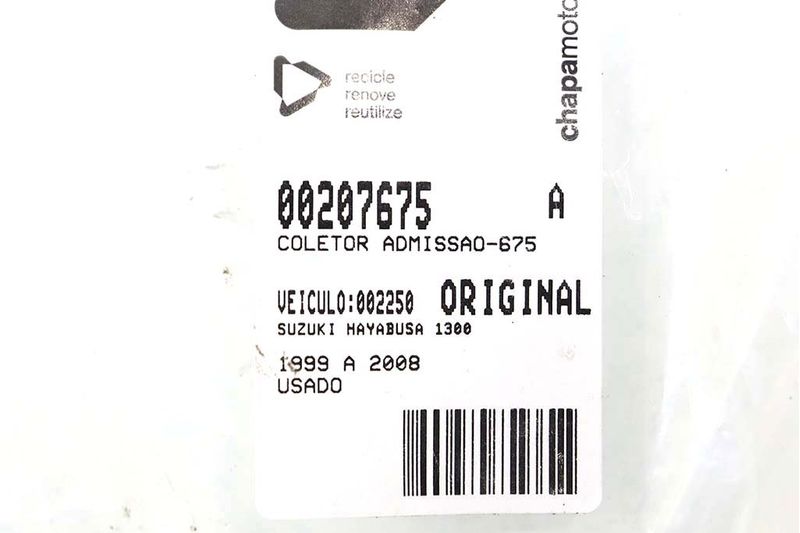 recicle
renove
reutilize
chapamoto
00207675 A
COLETOR ADMISSAO-675
VEICULO:002250 ORIGINAL
SUZUKI HAYABUSA 1300
1999 A 2008
USADO